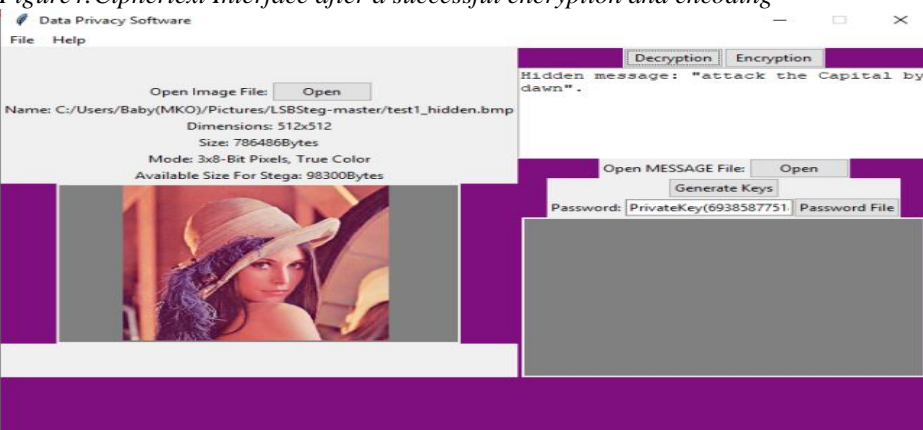 Figure1:Ciphertext Interface after a successful encryption and encoding
Data Privacy Software
File Help
Open Image File: Open
Name: C:/Users/Baby(MKO)/Pictures/LSBSteg-master/test1_hidden.bmp
Dimensions: 512x512
Size: 786486Bytes
Mode: 3x8-Bit Pixels, True Color
Available Size For Stega: 98300Bytes
Decryption Encryption
Hidden message: "attack the Capital by
dawn".
Open MESSAGE File: Open
Generate Keys
Password: PrivateKey(6938587751 Password File